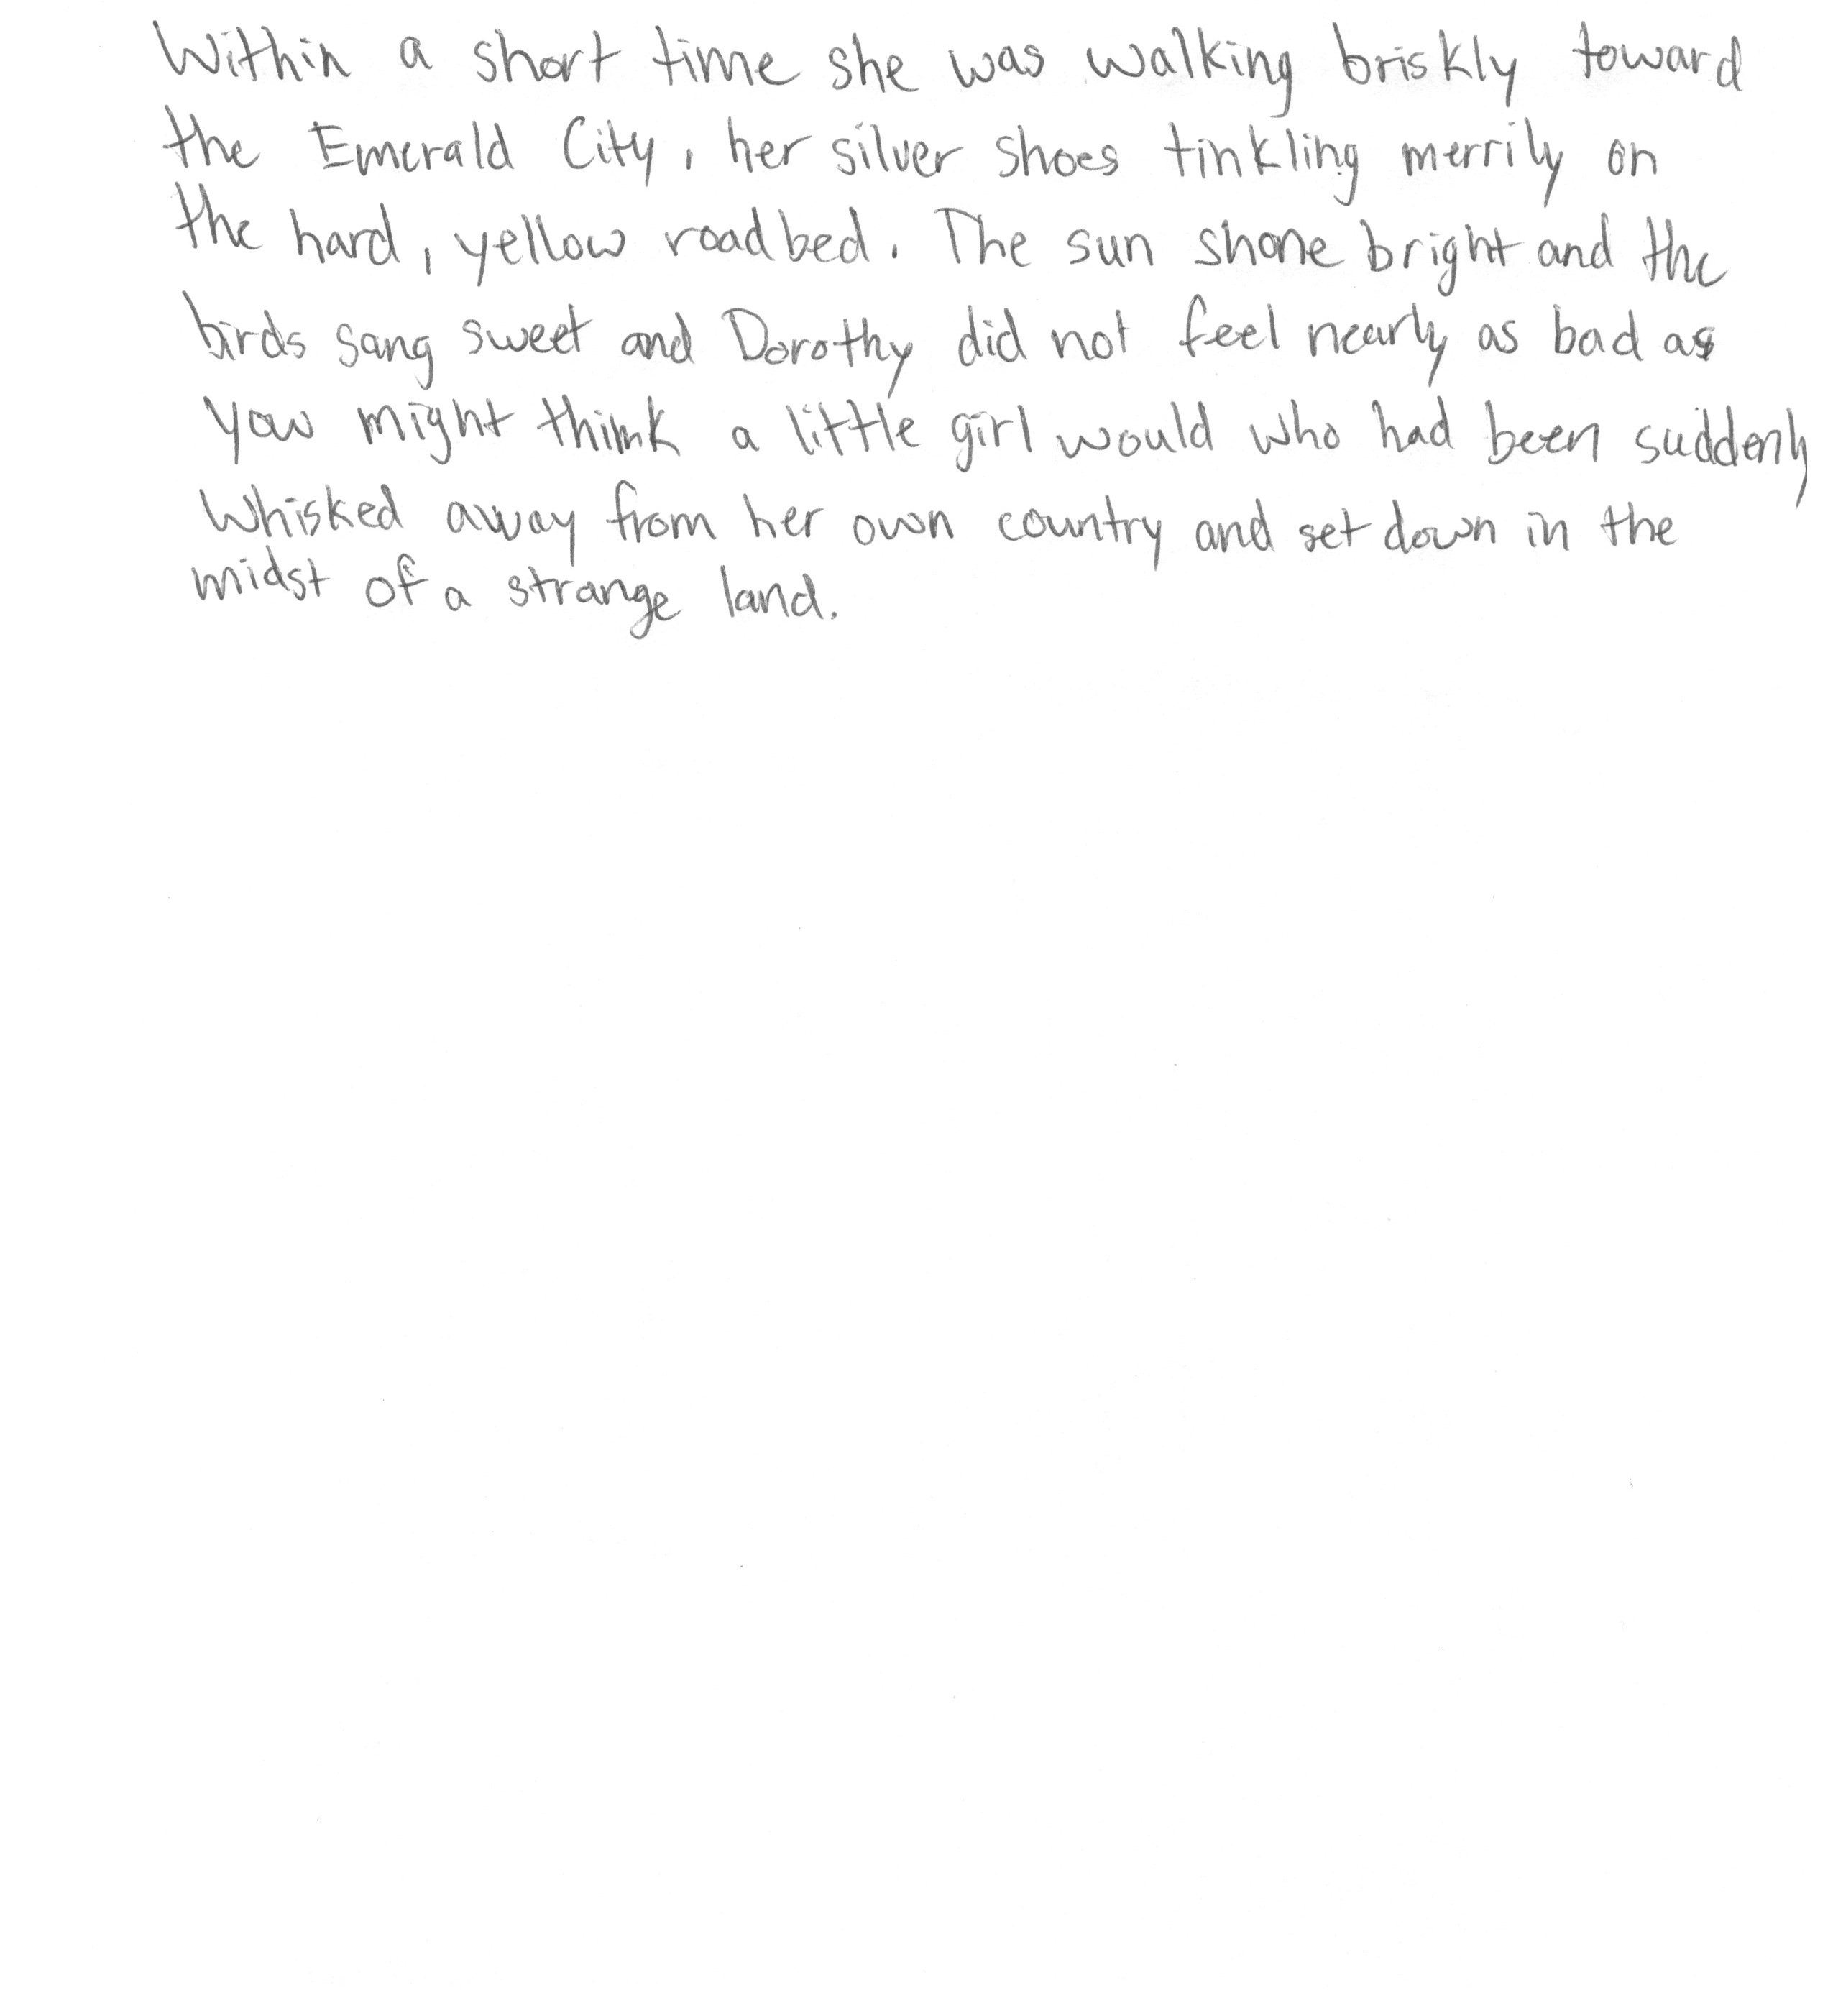 Within a short time she was walking briskly toward
the Emerald City, her silver shoes tinkling merrily on
the hard, yellow roadbed. The sun shone bright and the
birds sang sweet and Dorothy did not feel nearly as bad as
you might think a little girl would who had been suddenly
whisked away from her own country and set down in the
midst of a strange land.